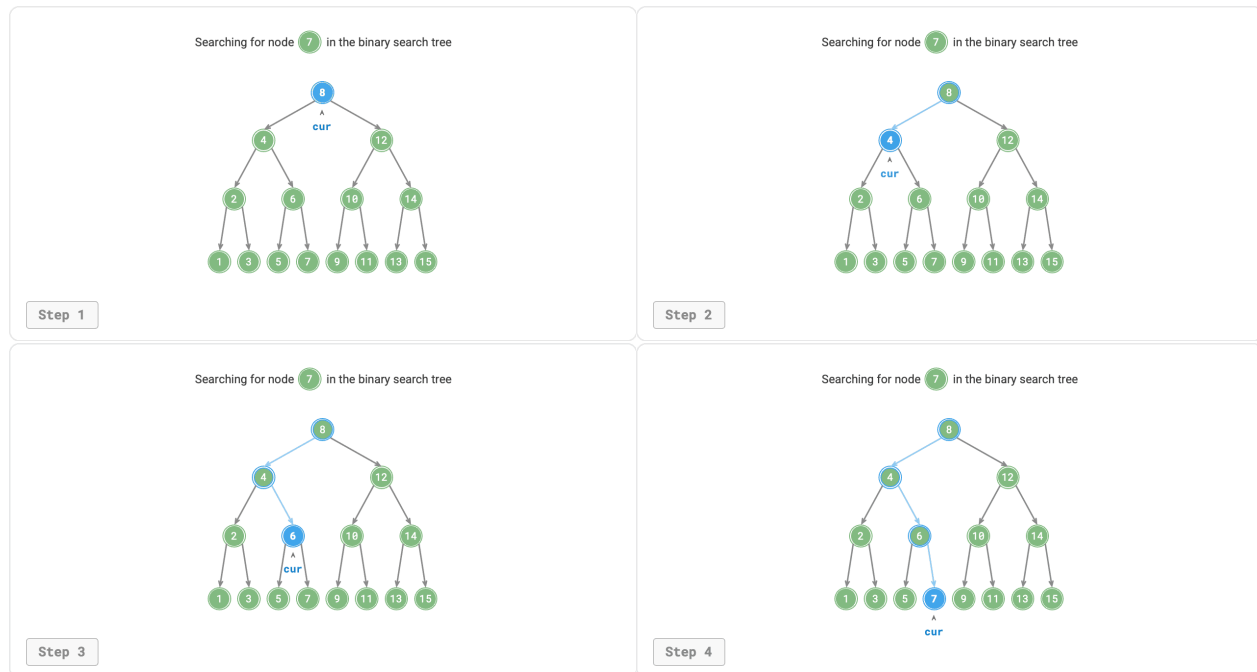 Searching for node 7 in the binary search tree
8
cur
4 12
2 6 10 14
1 3 5 7 9 11 13 15
Step 1
Searching for node 7 in the binary search tree
8
4 12
cur
2 6 10 14
1 3 5 7 9 11 13 15
Step 2
Searching for node 7 in the binary search tree
8
4 12
2 6 10 14
cur
1 3 5 7 9 11 13 15
Step 3
Searching for node 7 in the binary search tree
8
4 12
2 6 10 14
1 3 5 7 9 11 13 15
cur
Step 4